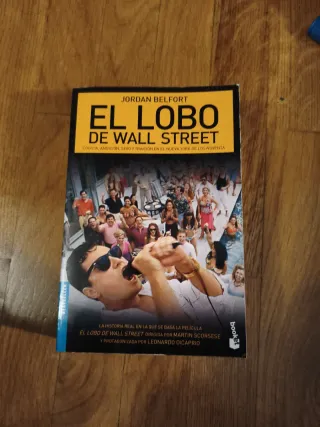 JORDAN BELFORT
EL LOBO
DE WALL STREET
LA HISTORIA REAL EN LA QUE SE BASA LA PELÍCULA
EL LOBO DE WALL STREET DIRIGIDA POR MARTIN SCORSESE
Y PROTAGONIZADA POR LEONARDO DICAPRIO
booket